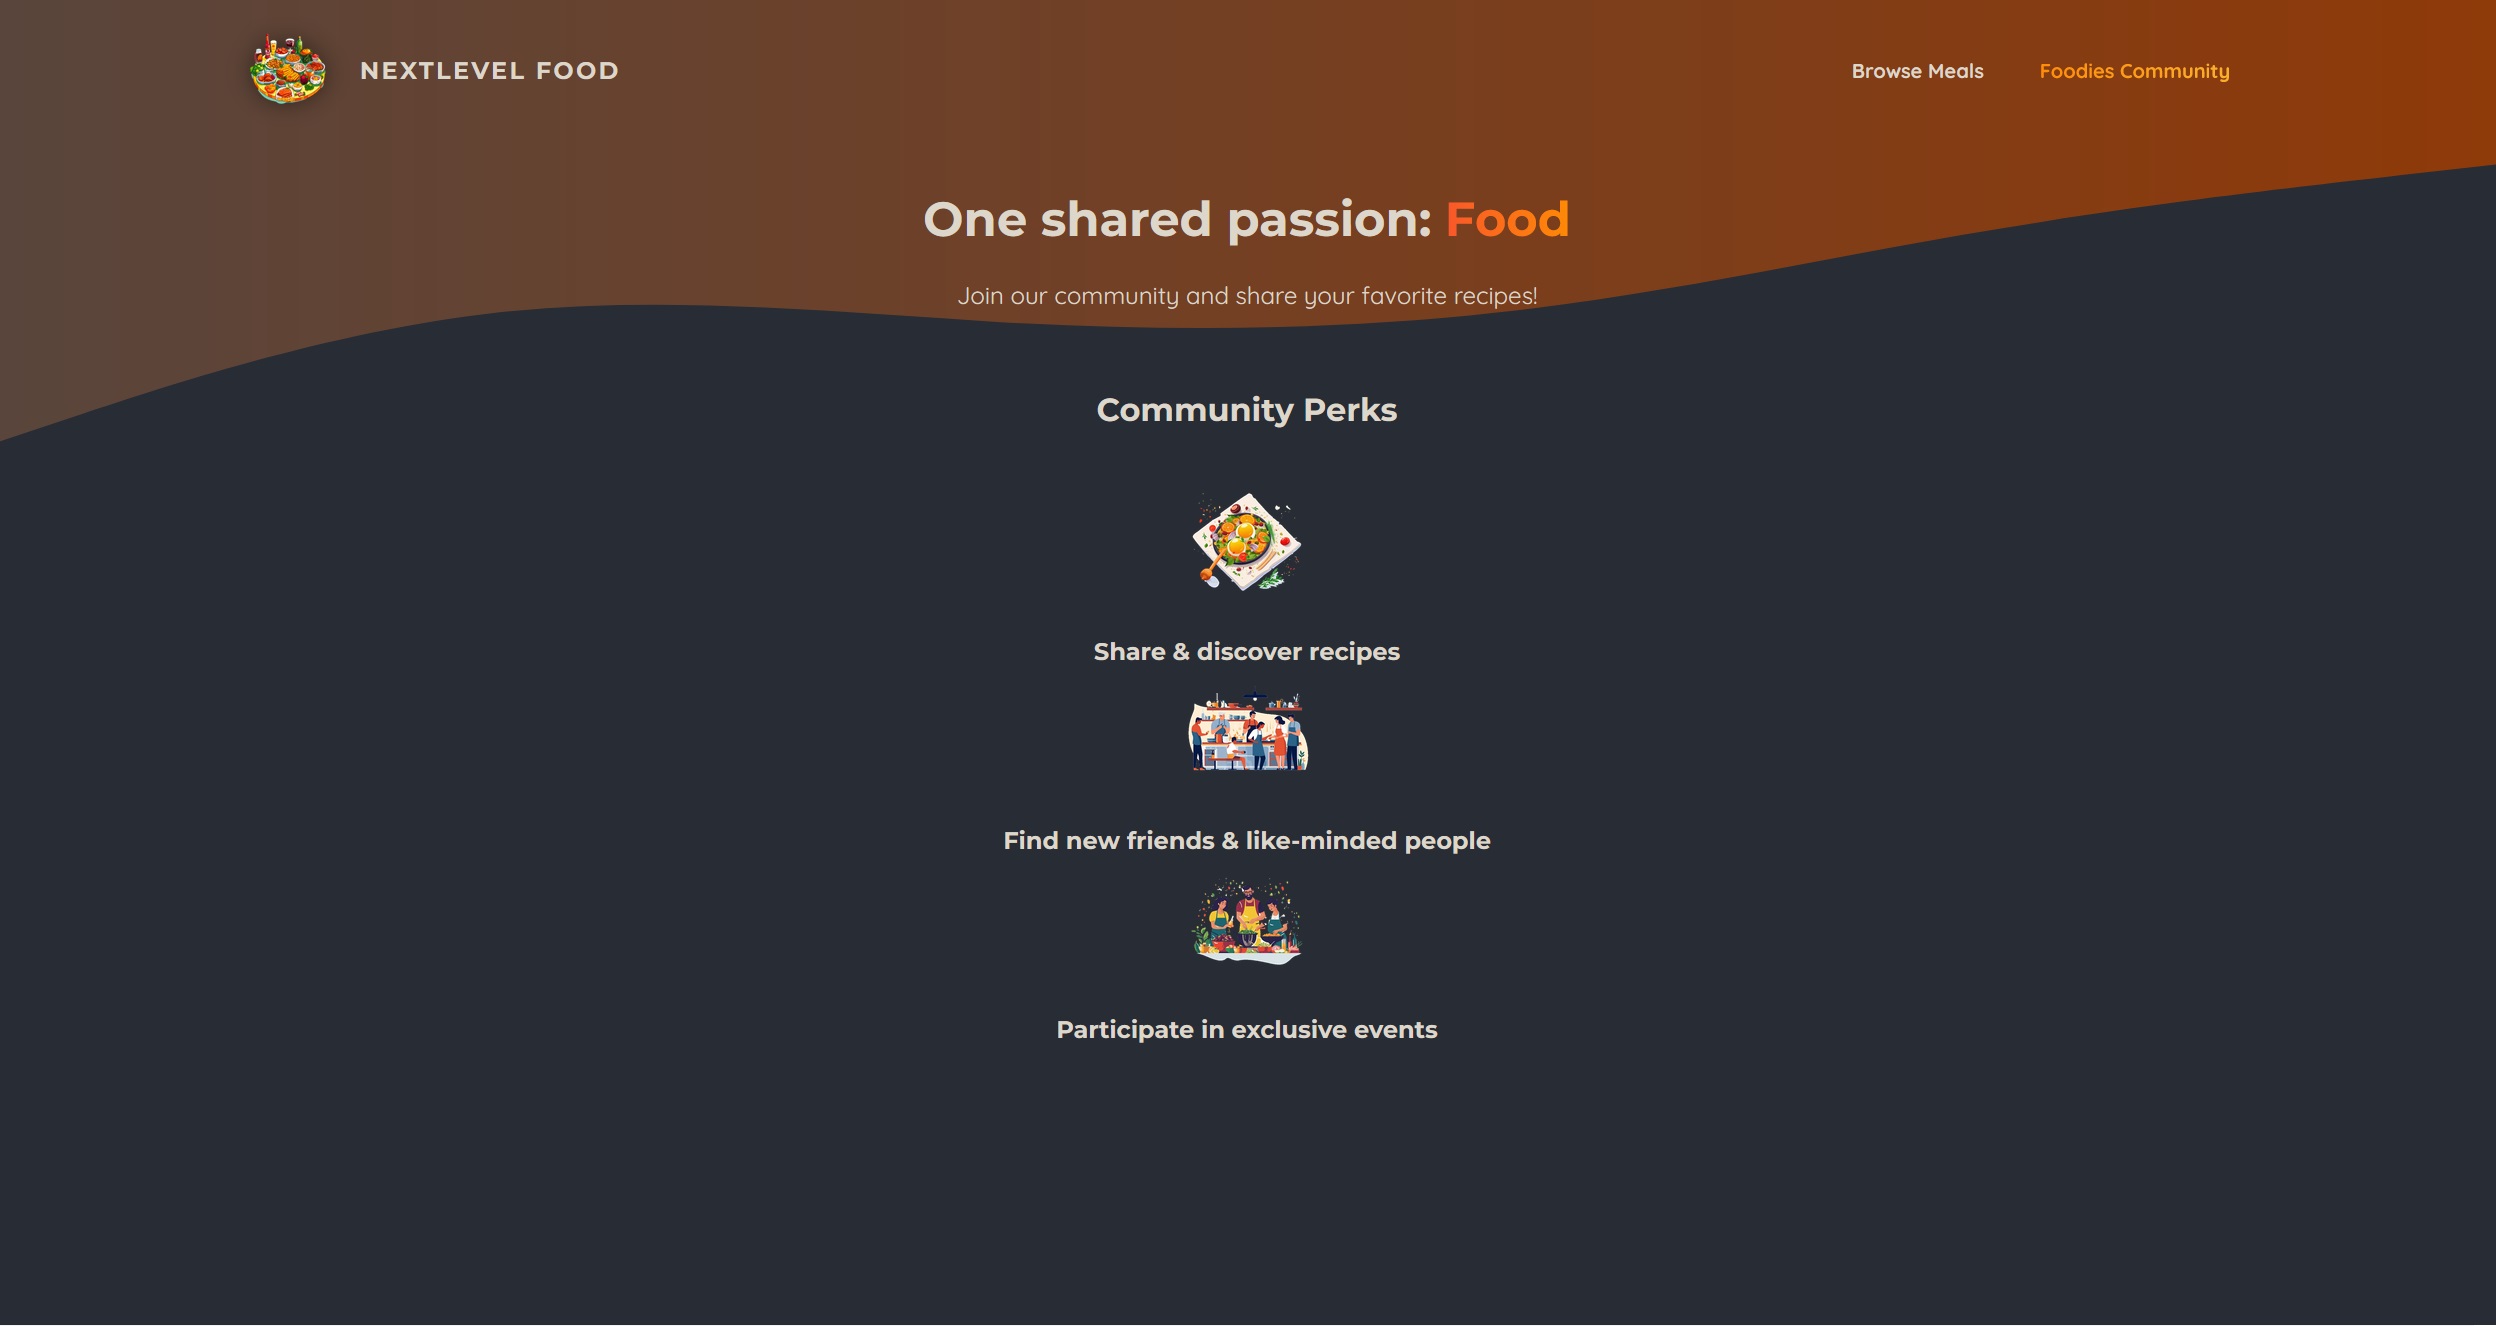 NEXTLEVEL FOOD
Browse Meals
Foodies Community
One shared passion: Food
Join our community and share your favorite recipes!
Community Perks
Share & discover recipes
Find new friends & like-minded people
Participate in exclusive events